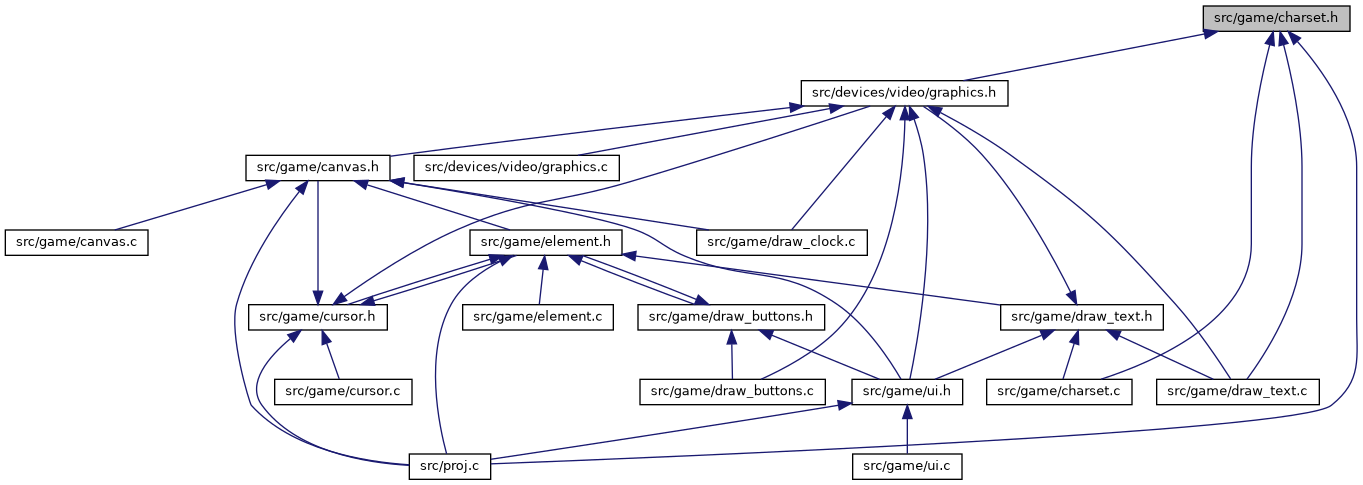 src/game/charset.h
src/devices/video/graphics.h
src/game/canvas.h
src/devices/video/graphics.c
src/game/canvas.c
src/game/element.h
src/game/draw_clock.c
src/game/cursor.h
src/game/element.c
src/game/draw_buttons.h
src/game/draw_text.h
src/game/cursor.c
src/game/draw_buttons.c
src/game/ui.h
src/game/charset.c
src/game/draw_text.c
src/proj.c
src/game/ui.c